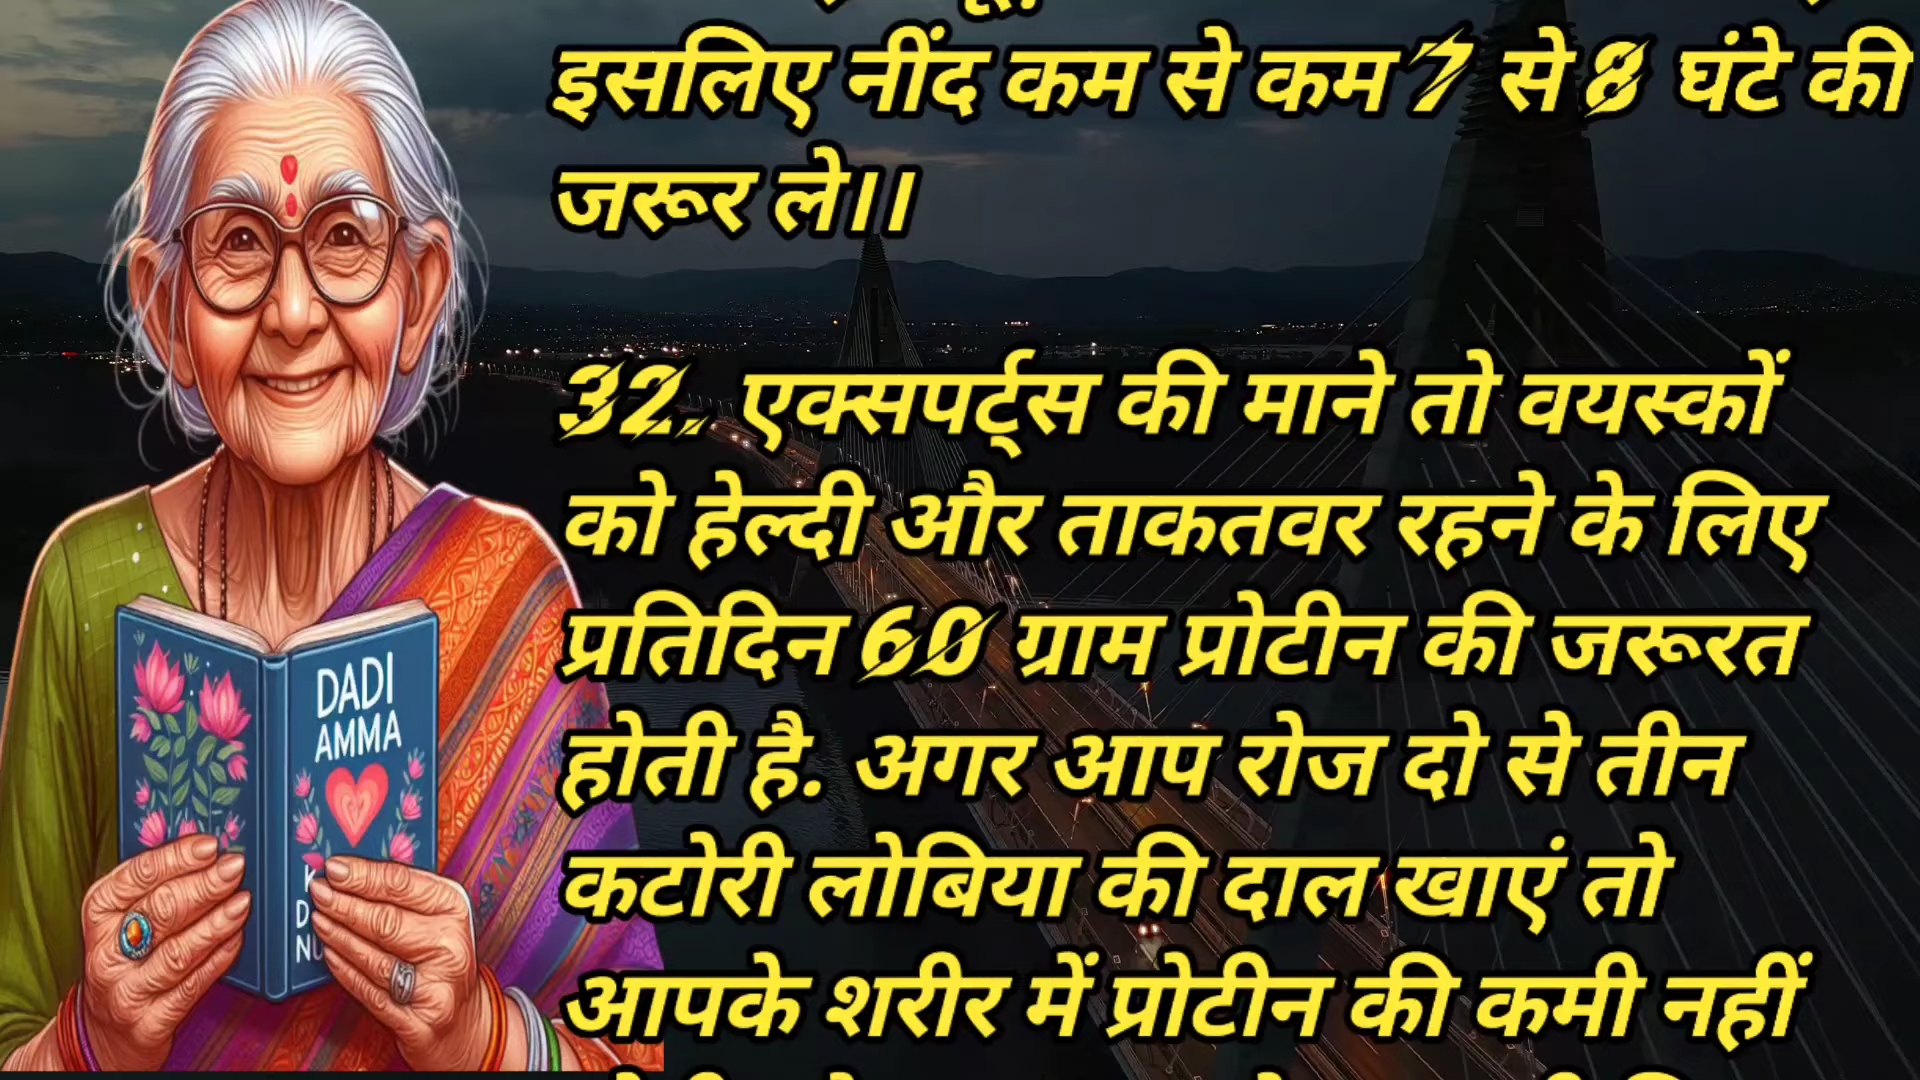 इसलिए नींद कम से कम 7 से 8 घंटे की
जरूर ले।।
32. एक्सपर्ट्स की माने तो वयस्कों
को हेल्दी और ताकतवर रहने के लिए
प्रतिदिन 60 ग्राम प्रोटीन की जरूरत
होती है. अगर आप रोज दो से तीन
कटोरी लोबिया की दाल खाएं तो
आपके शरीर में प्रोटीन की कमी नहीं
DADI
AMMA